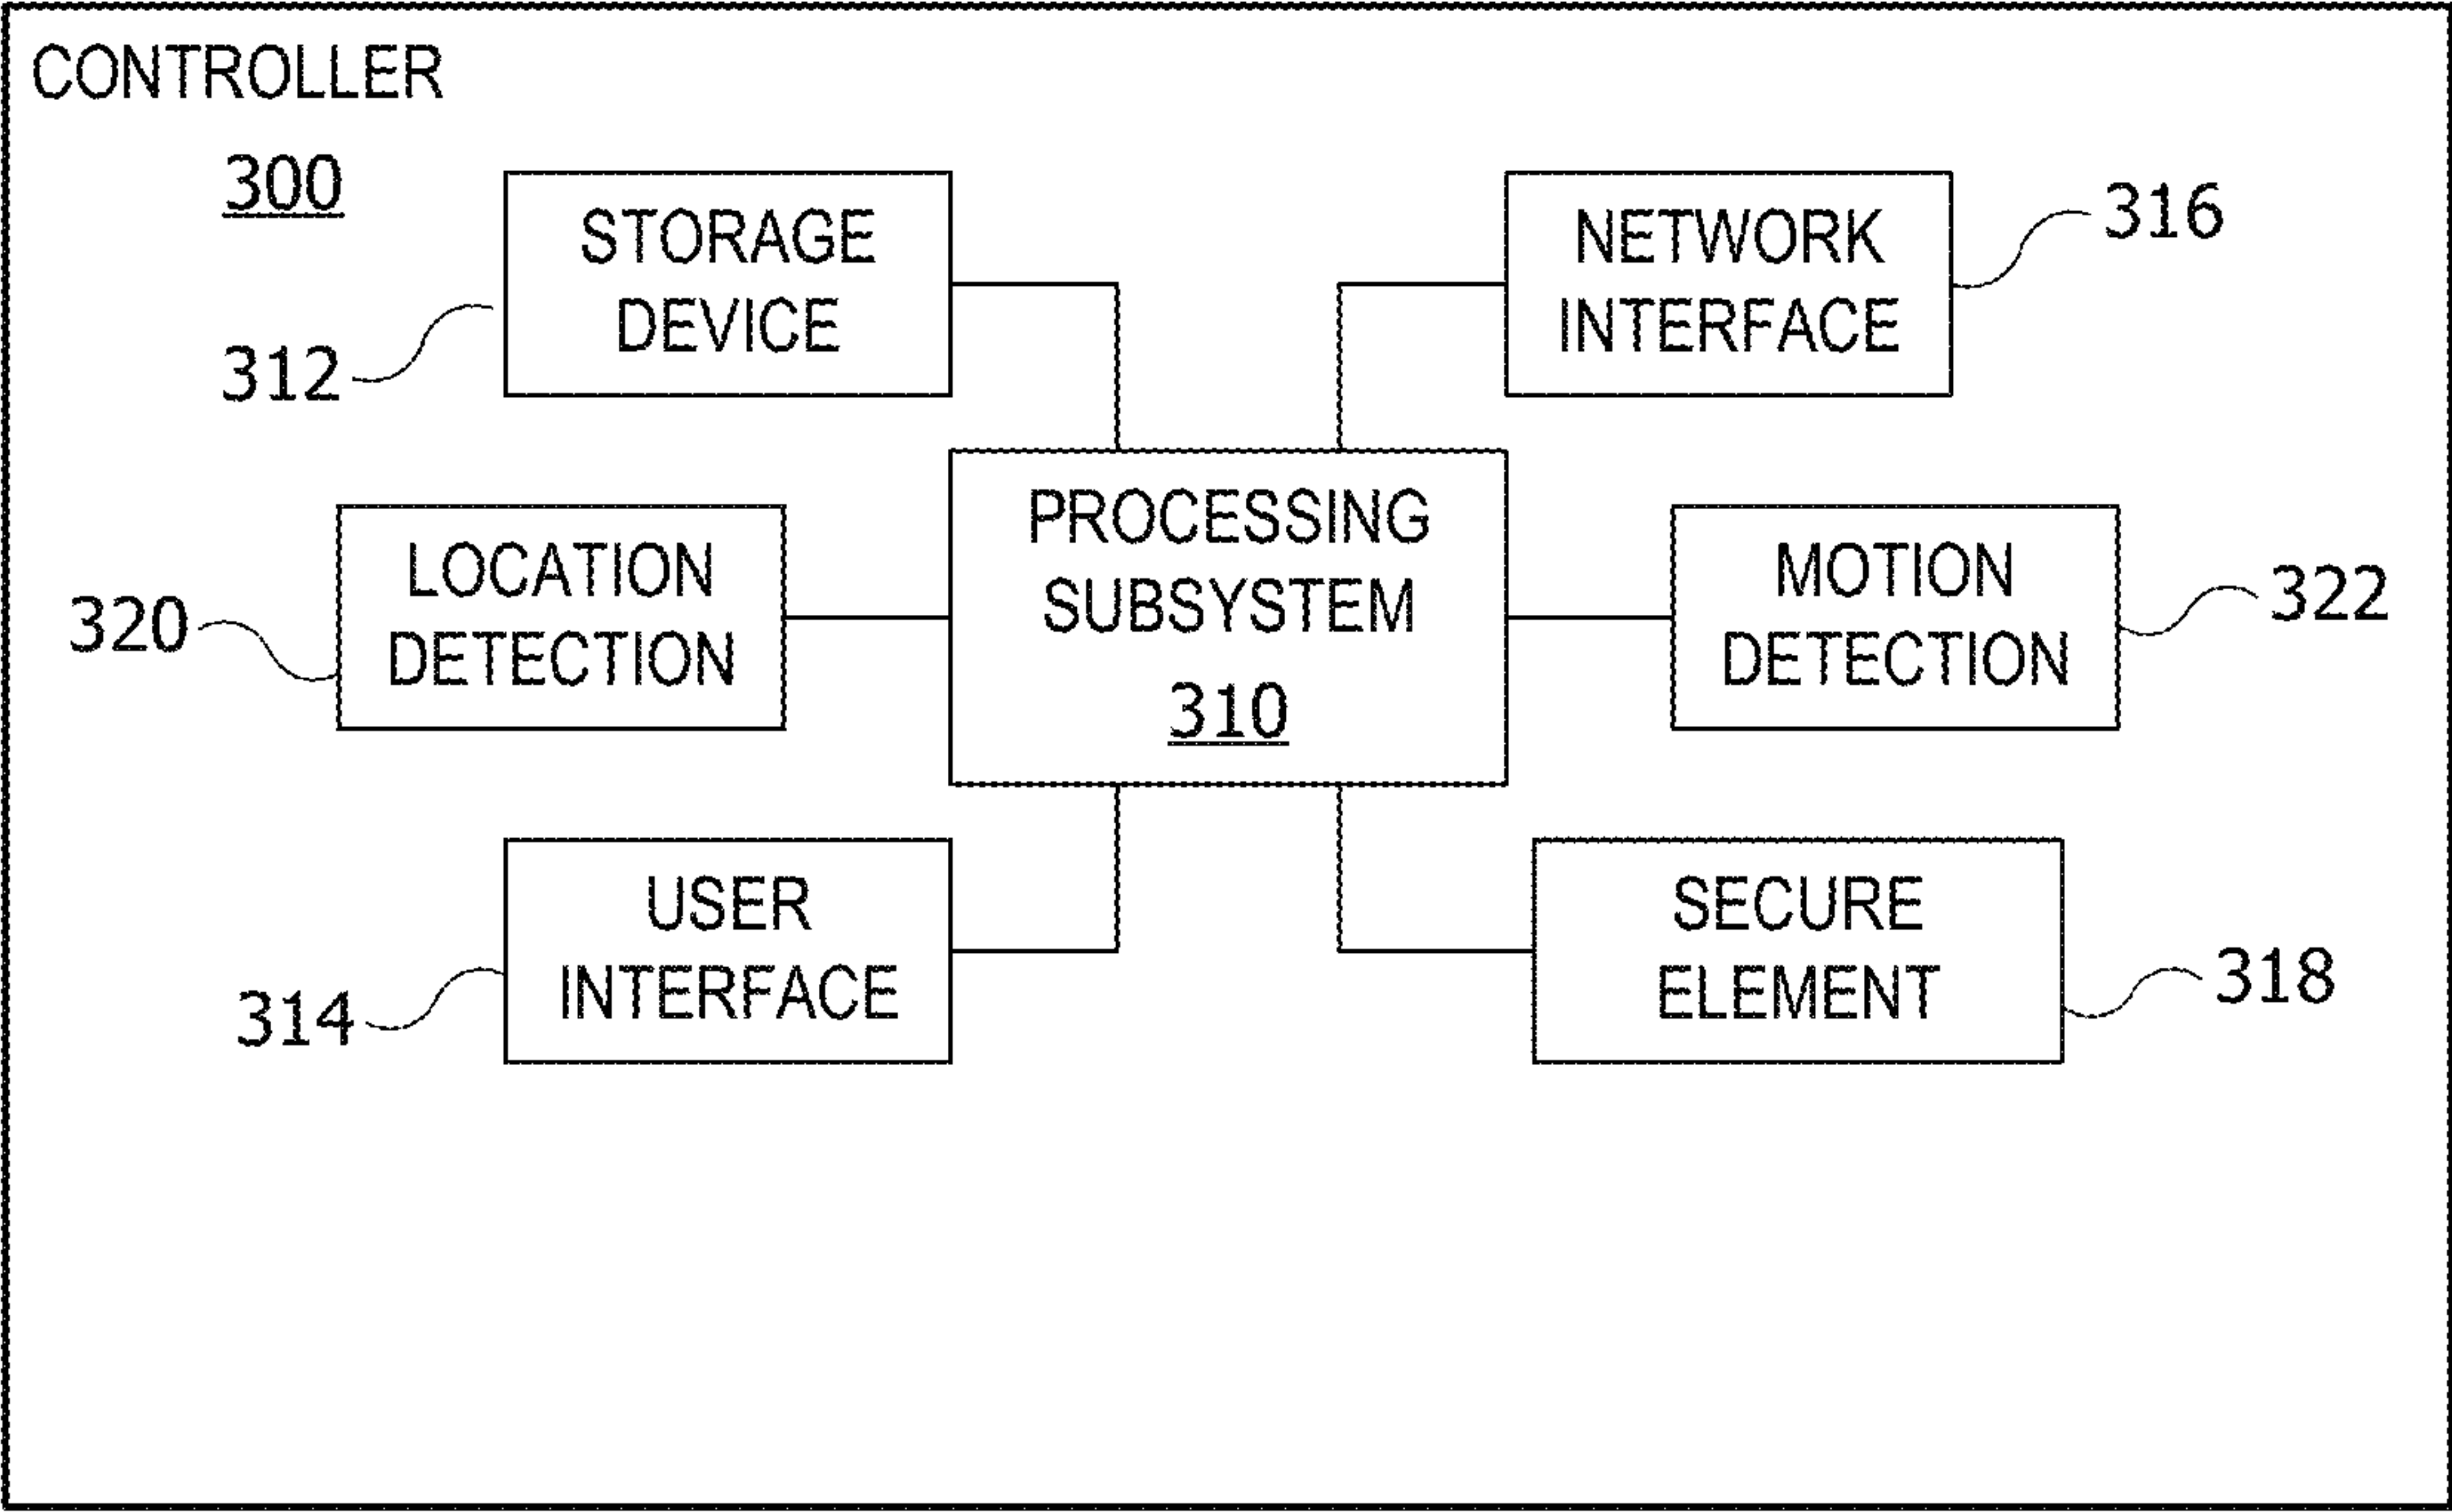 CONTROLLER
300
STORAGE
DEVICE
312
NETWORK
INTERFACE
316
LOCATION
DETECTION
320
PROCESSING
SUBSYSTEM
310
MOTION
DETECTION
322
USER
INTERFACE
314
SECURE
ELEMENT
318